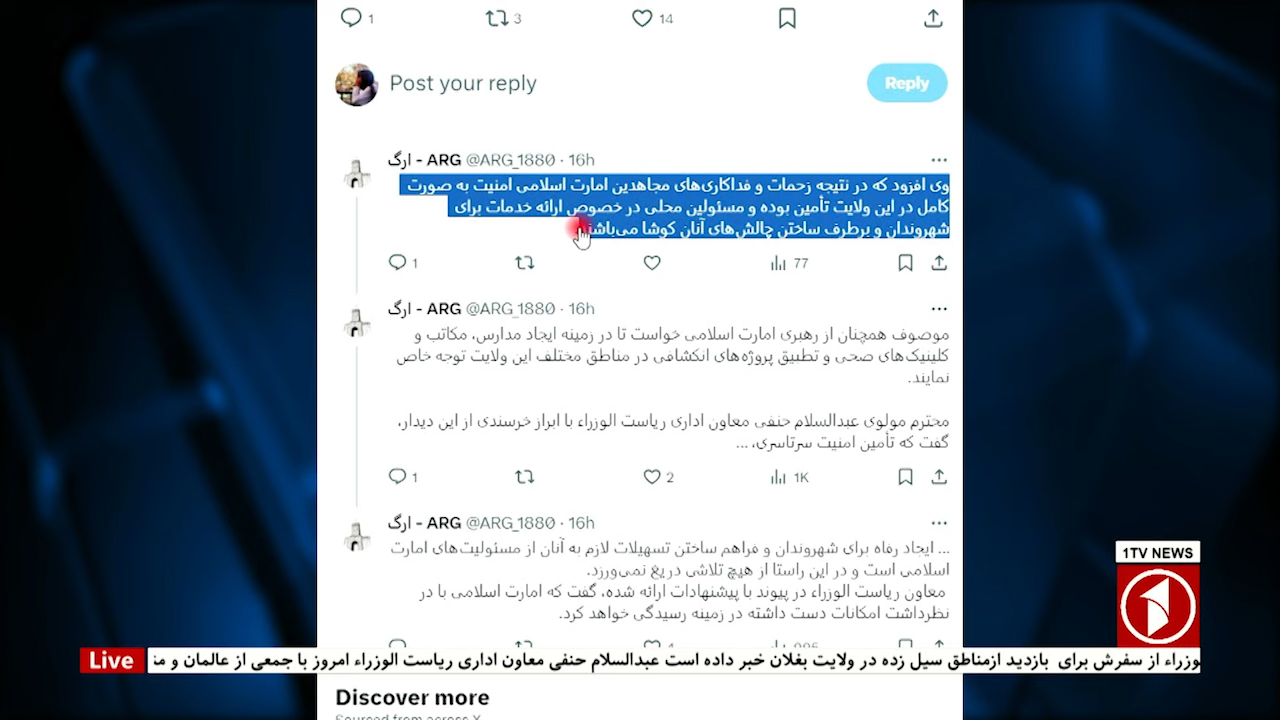 1 3 14
Post your reply
Reply
ارگ - ARG @ARG_1880 · 16h
وی افزود که در نتیجه زحمات و فداکاری‌های مجاهدین امارت اسلامی امنیت به صورت
کامل در این ولایت تأمین بوده و مسئولین محلی در خصوص ارائه خدمات برای
شهروندان و برطرف ساختن چالش‌های آنان کوشا می‌باشند
1 77
ارگ - ARG @ARG_1880 · 16h
موصوف همچنان از رهبری امارت اسلامی خواست تا در زمینه ایجاد مدارس، مکاتب و
کلینیک‌های صحی و تطبیق پروژه‌های انکشافی در مناطق مختلف این ولایت توجه خاص
نمایند.
محترم مولوی عبدالسلام حنفی معاون اداری ریاست الوزراء با ابراز خرسندی از این دیدار،
گفت که تأمین امنیت سرتاسری، ...
1 2 1K
ارگ - ARG @ARG_1880 · 16h
... ایجاد رفاه برای شهروندان و فراهم ساختن تسهیلات لازم به آنان از مسئولیت‌های امارت
اسلامی است و در این راستا از هیچ تلاشی دریغ نمی‌ورزد.
معاون ریاست الوزراء در پیوند با پیشنهادات ارائه شده، گفت که امارت اسلامی با در
نظرداشت امکانات دست داشته در زمینه رسیدگی خواهد کرد.
1TV NEWS
Live
وزراء از سفرش برای بازدید ازمناطق سیل زده در ولایت بغلان خبر داده است عبدالسلام حنفی معاون اداری ریاست الوزراء امروز با جمعی از عالمان و
Discover more
Sourced from across X